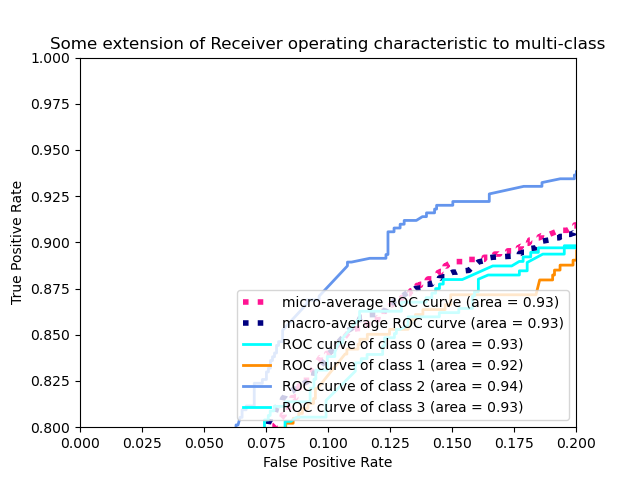 Some extension of Receiver operating characteristic to multi-class
True Positive Rate
1.000
0.975
0.950
0.925
0.900
0.875
0.850
0.825
0.800
micro-average ROC curve (area = 0.93)
macro-average ROC curve (area = 0.93)
ROC curve of class 0 (area = 0.93)
ROC curve of class 1 (area = 0.92)
ROC curve of class 2 (area = 0.94)
ROC curve of class 3 (area = 0.93)
0.000 0.025 0.050 0.075 0.100 0.125 0.150 0.175 0.200
False Positive Rate